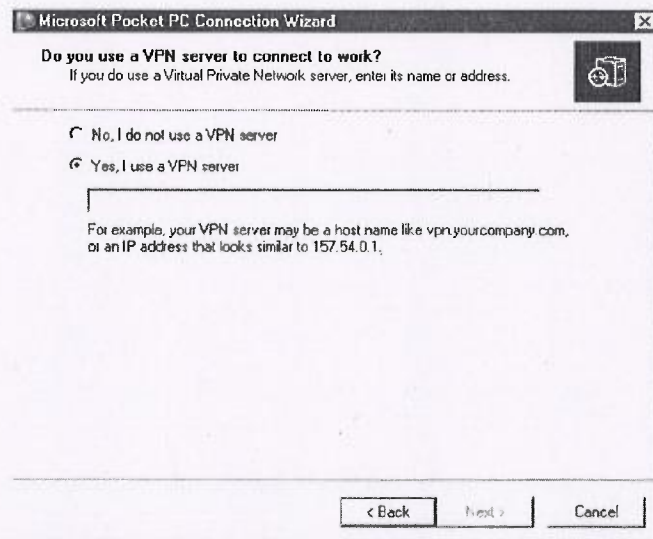 Microsoft Pocket PC Connection Wizard
Do you use a VPN server to connect to work?
If you do use a Virtual Private Network server, enter its name or address.
No, I do not use a VPN server
Yes, I use a VPN server
For example, your VPN server may be a host name like vpn.yourcompany.com,
or an IP address that looks similar to 157.54.0.1.
< Back Next > Cancel